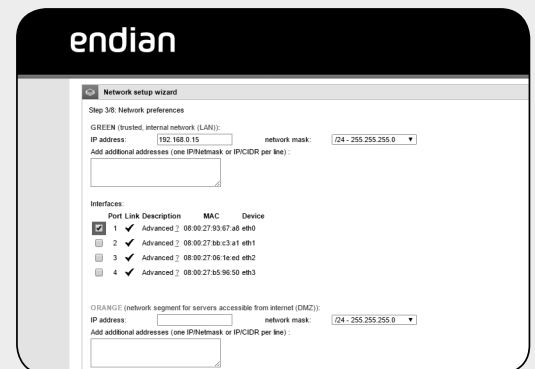 endian
Network setup wizard
Step 3/8: Network preferences
GREEN (trusted, internal network (LAN)):
IP address: 192.168.0.15 network mask: /24 - 255.255.255.0
Add additional addresses (one IP/Netmask or IP/CIDR per line) :
Interfaces:
Port Link Description MAC Device
1 ✔ Advanced ? 08:00:27:93:67:a8 eth0
2 ✔ Advanced ? 08:00:27:bb:c3:a1 eth1
3 ✔ Advanced ? 08:00:27:06:1e:ed eth2
4 ✔ Advanced ? 08:00:27:b5:96:50 eth3
ORANGE (network segment for servers accessible from internet (DMZ)):
IP address: network mask: /24 - 255.255.255.0
Add additional addresses (one IP/Netmask or IP/CIDR per line) :